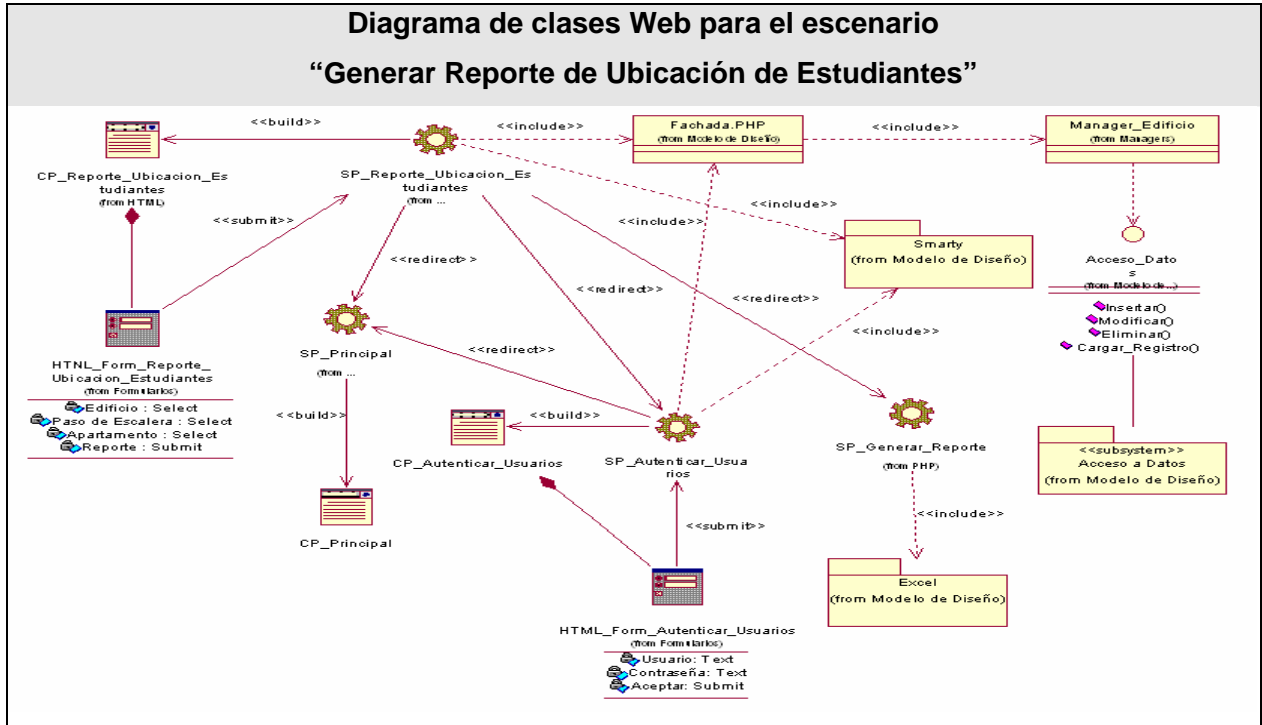 Diagrama de clases Web para el escenario
“Generar Reporte de Ubicación de Estudiantes”
<<build>>
<<include>>
Fachada.PHP
(from Modelo de Diseño)
<<include>>
Manager_Edificio
(from Managers)
CP_Reporte_Ubicacion_Es
tudiantes
(from HTML)
SP_Reporte_Ubicacion_Es
tudiantes
(from ...
<<submit>>
<<include>>
<<include>>
Smarty
(from Modelo de Diseño)
Acceso_Dato
s
(from Modelo de...)
Insertar()
Modificar()
Eliminar()
Cargar_Registro()
<<redirect>>
<<redirect>>
<<redirect>>
<<include>>
HTNL_Form_Reporte_
Ubicacion_Estudiantes
(from Formularios)
Edificio : Select
Paso de Escalera : Select
Apartamento : Select
Reporte : Submit
SP_Principal
(from ...
<<redirect>>
<<build>>
<<build>>
CP_Autenticar_Usuarios
SP_Autenticar_Usua
rios
SP_Generar_Reporte
(from PHP)
<<subsystem>>
Acceso a Datos
(from Modelo de Diseño)
<<submit>>
<<include>>
CP_Principal
Excel
(from Modelo de Diseño)
HTML_Form_Autenticar_Usuarios
(from Formularios)
Usuario: Text
Contraseña: Text
Aceptar: Submit